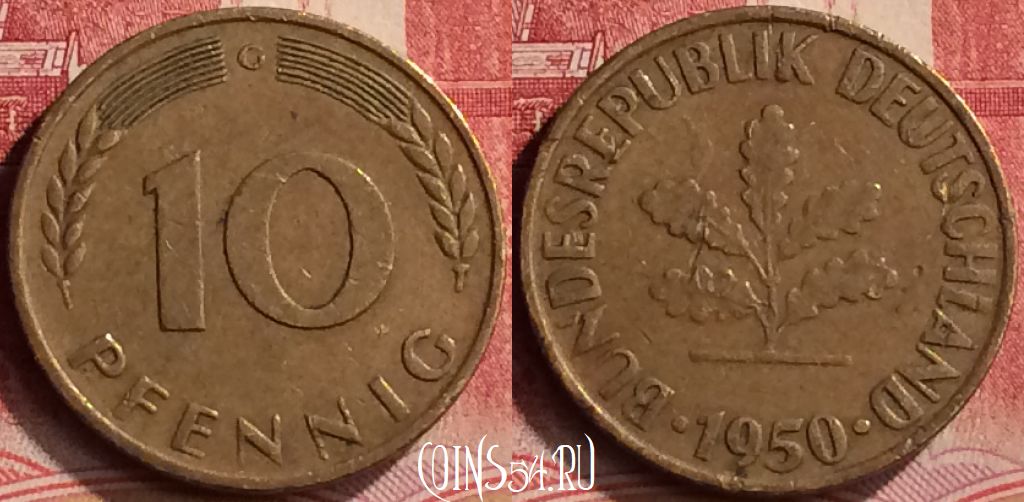 G
10
PFENNIG
BUNDESREPUBLIK DEUTSCHLAND
· 1950 ·
COINS54.RU